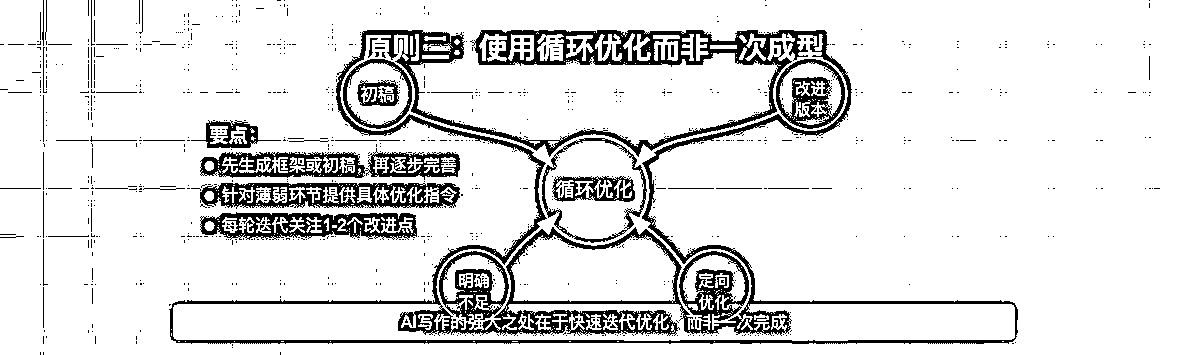 原则二：使用循环优化而非一次成型
初稿
改进
版本
要点：
先生成框架或初稿，再逐步完善
针对薄弱环节提供具体优化指令
每轮迭代关注1-2个改进点
循环优化
明确
不足
定向
优化
AI写作的强大之处在于快速迭代优化，而非一次完成